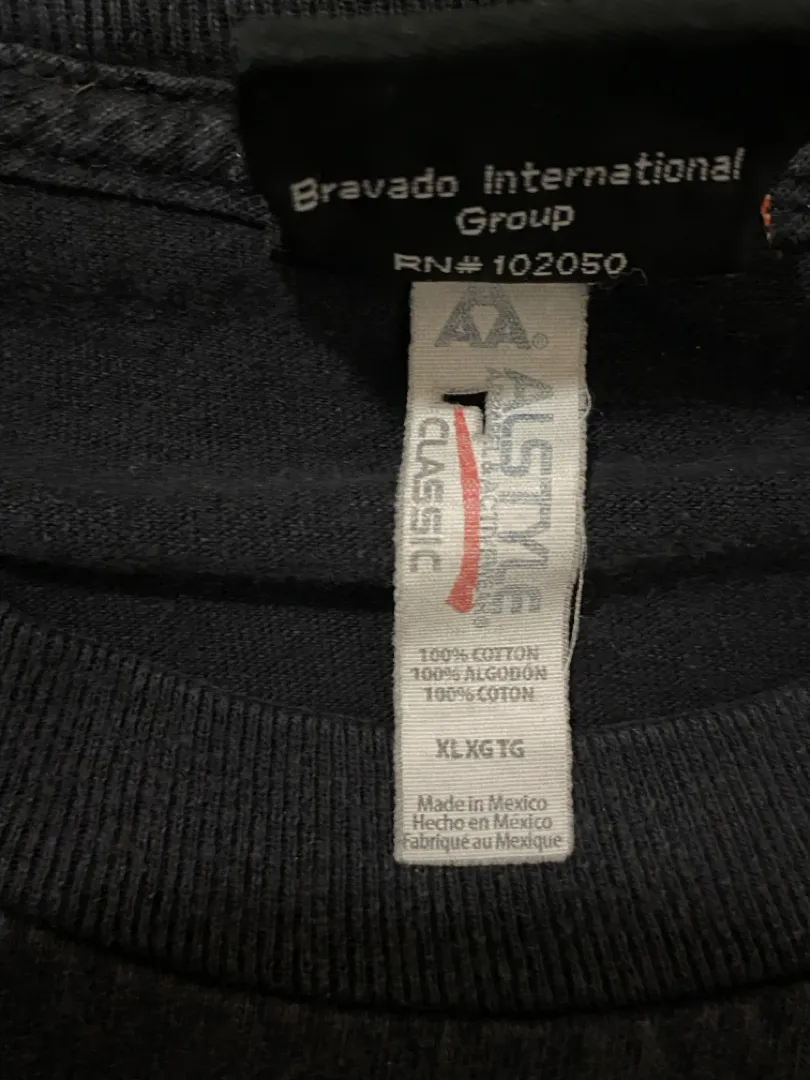 Bravado International
Group
RN# 102050
AA®
ALSTYLE
CLASSIC
100% COTTON
100% ALGODÓN
100% COTON
XL XG TG
Made in Mexico
Hecho en México
Fabriqué au Mexique